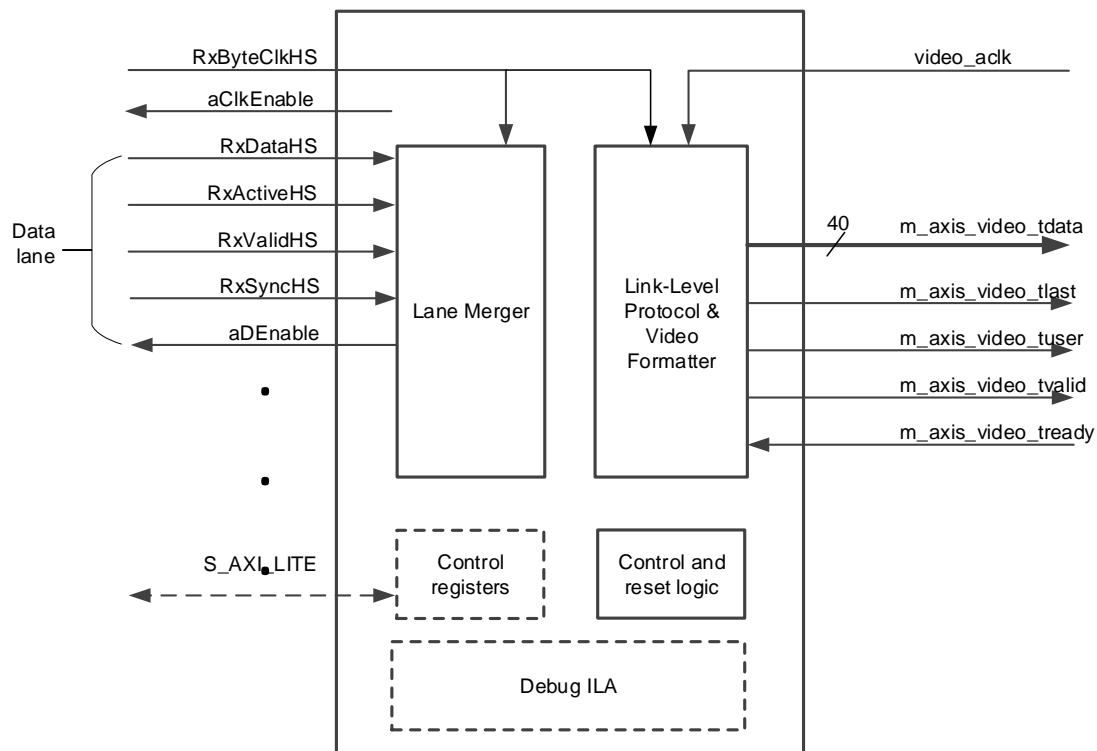 RxByteClkHS
video_aclk
aClkEnable
RxDataHS
RxActiveHS
RxValidHS
RxSyncHS
aDEnable
Data
lane
Lane Merger
Link-Level
Protocol &
Video
Formatter
40
m_axis_video_tdata
m_axis_video_tlast
m_axis_video_tuser
m_axis_video_tvalid
m_axis_video_tready
S_AXI_LITE
Control
registers
Control and
reset logic
Debug ILA